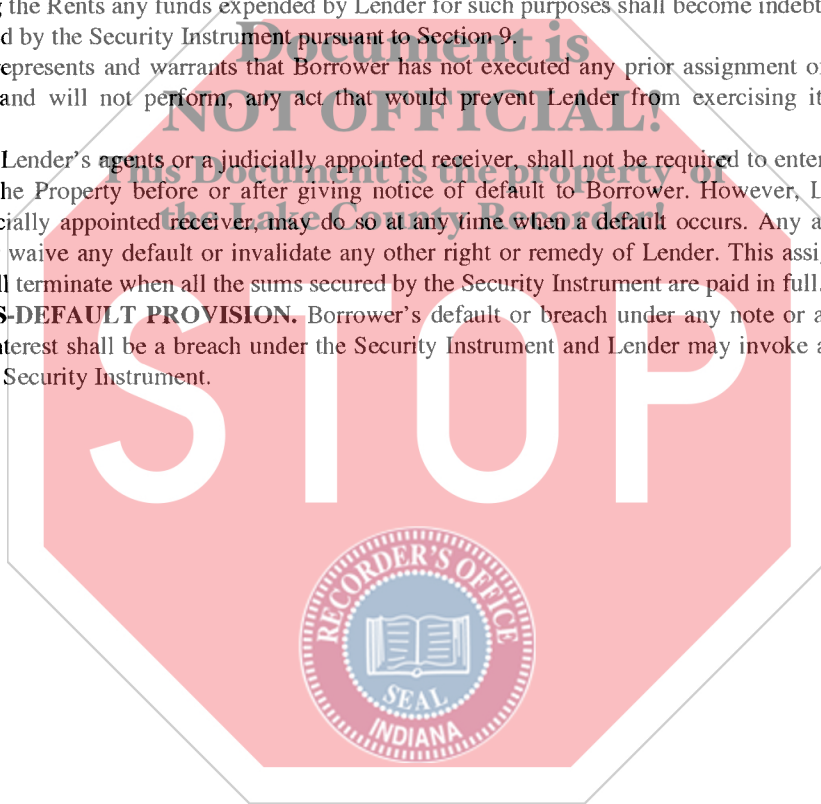 the Rents any funds expended by Lender for such purposes shall become indebt
d by the Security Instrument pursuant to Section 9.
Document is
epresents and warrants that Borrower has not executed any prior assignment o
and will not perform, any act that would prevent Lender from exercising it
NOT OFFICIAL!
Lender's agents or a judicially appointed receiver, shall not be required to enter
This Document is the property of
he Property before or after giving notice of default to Borrower. However, L
cially appointed receiver, may do so at any time when a default occurs. Any a
the Lake County Recorder!
waive any default or invalidate any other right or remedy of Lender. This assi
ll terminate when all the sums secured by the Security Instrument are paid in full.
S-DEFAULT PROVISION. Borrower's default or breach under any note or a
nterest shall be a breach under the Security Instrument and Lender may invoke a
Security Instrument.
STOP
RECORDER'S OFFICE
SEAL
INDIANA